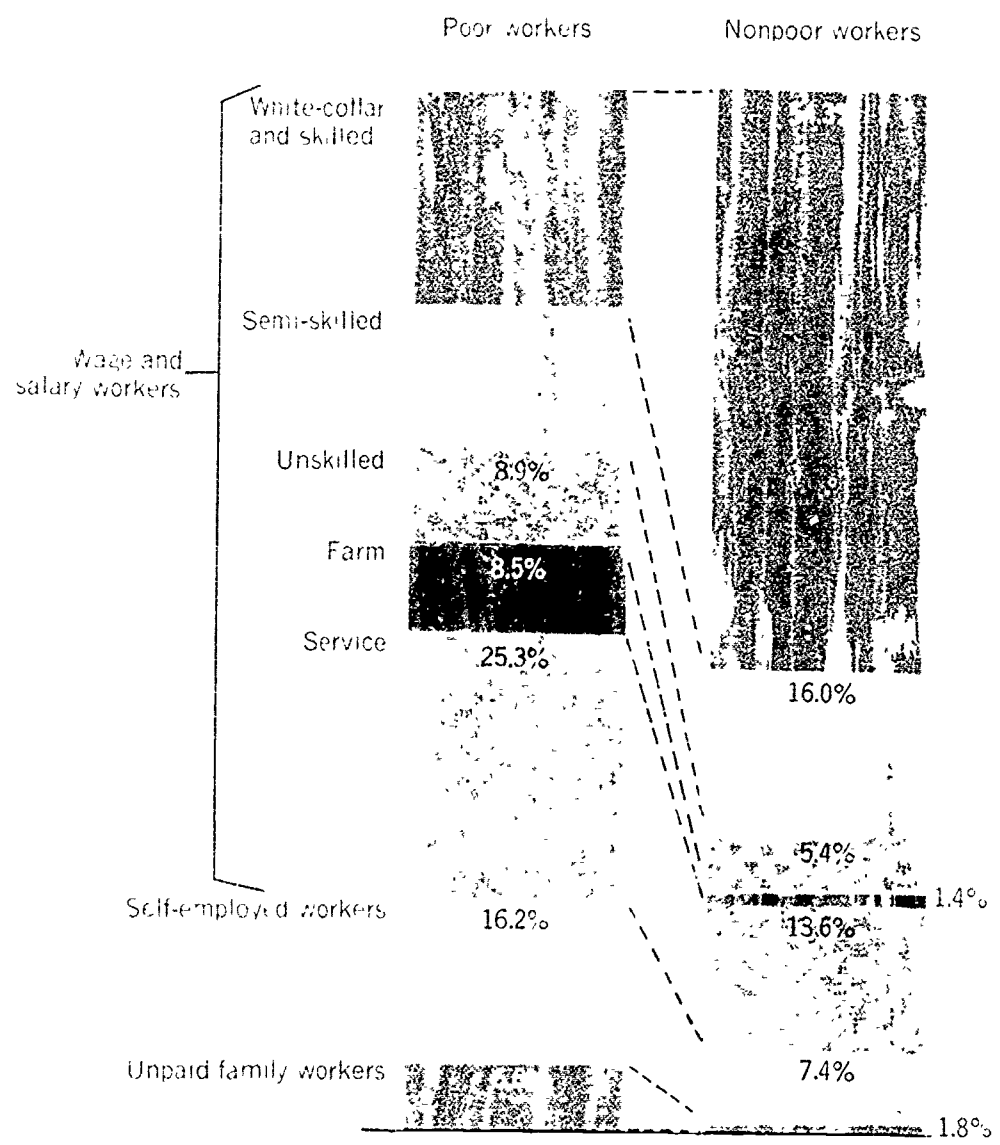 Poor workers
Nonpoor workers
White-collar
and skilled
Semi-skilled
Wage and
salary workers
Unskilled
8.9%
Farm
8.5%
Service
25.3%
16.0%
5.4%
1.4%
Self-employed workers
16.2%
13.6%
Unpaid family workers
7.4%
1.8%